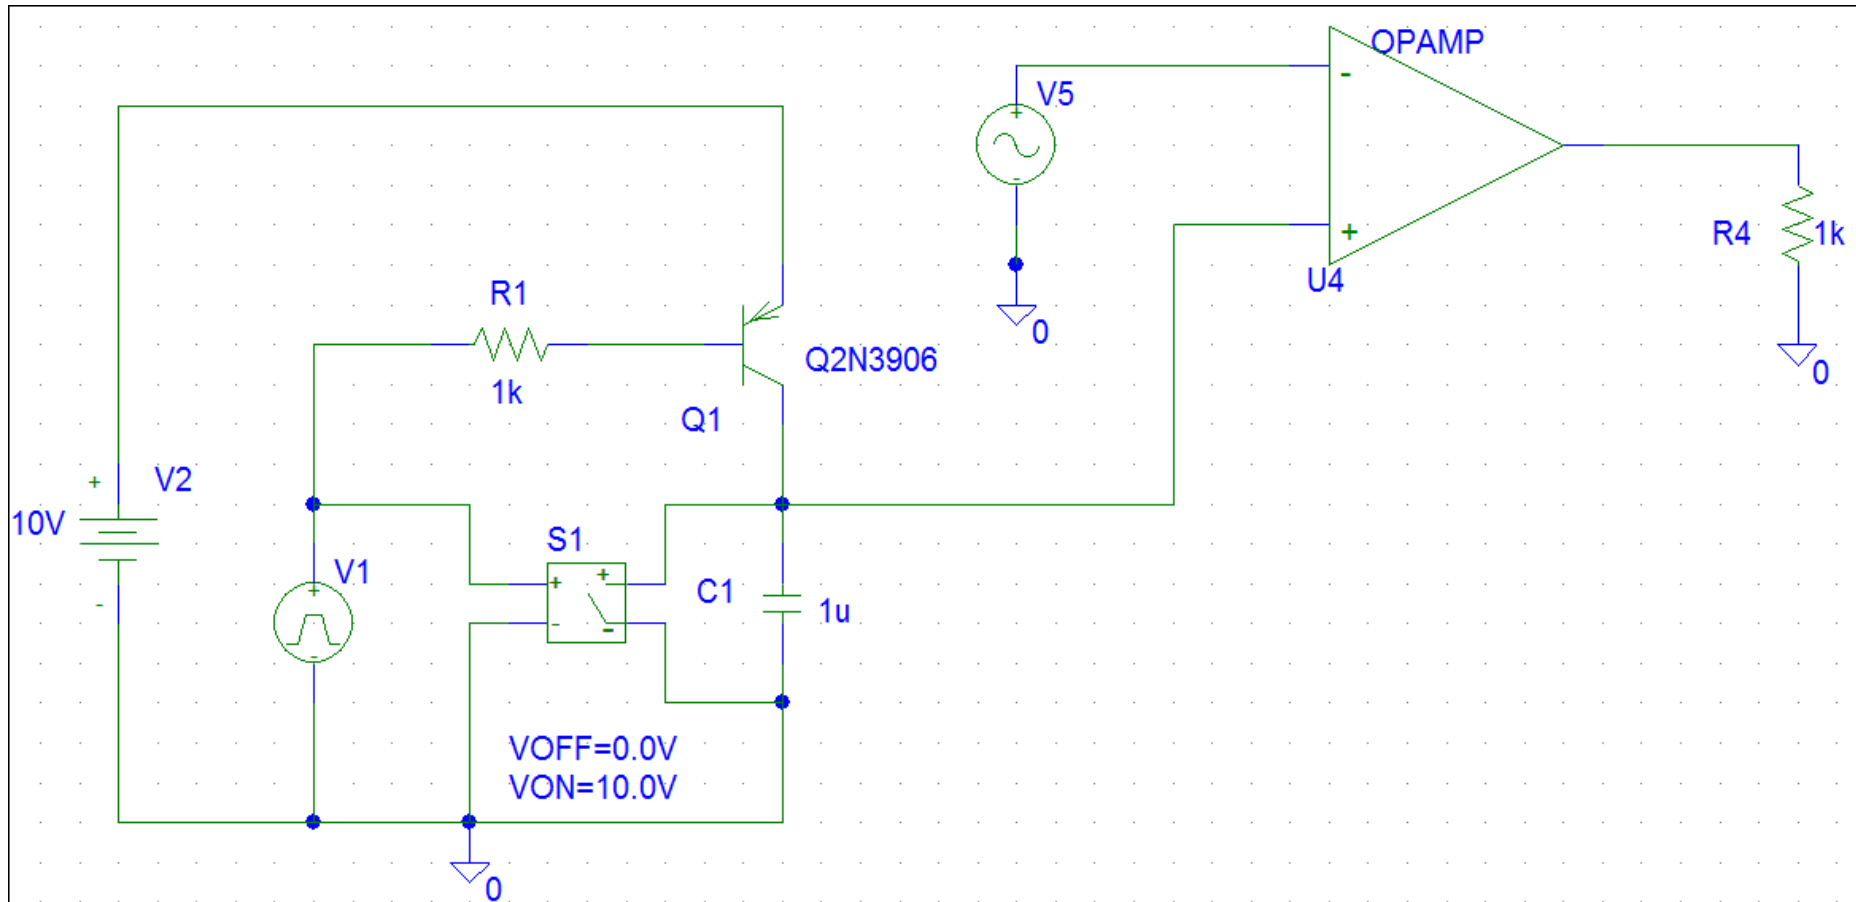 OPAMP
-
V5
+
-
+
R4
1k
U4
0
R1
0
1k
Q2N3906
Q1
+
V2
10V
S1
V1
+
+
+
C1
1u
-
-
-
-
VOFF=0.0V
VON=10.0V
0
0